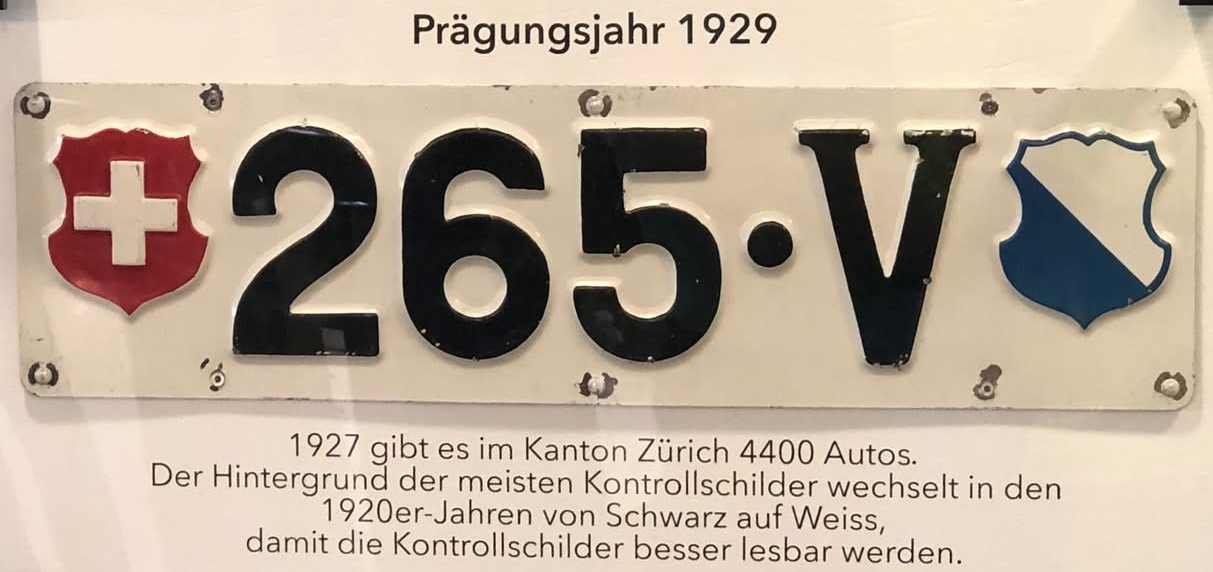 Prägungsjahr 1929
265·V
1927 gibt es im Kanton Zürich 4400 Autos.
Der Hintergrund der meisten Kontrollschilder wechselt in den
1920er-Jahren von Schwarz auf Weiss,
damit die Kontrollschilder besser lesbar werden.